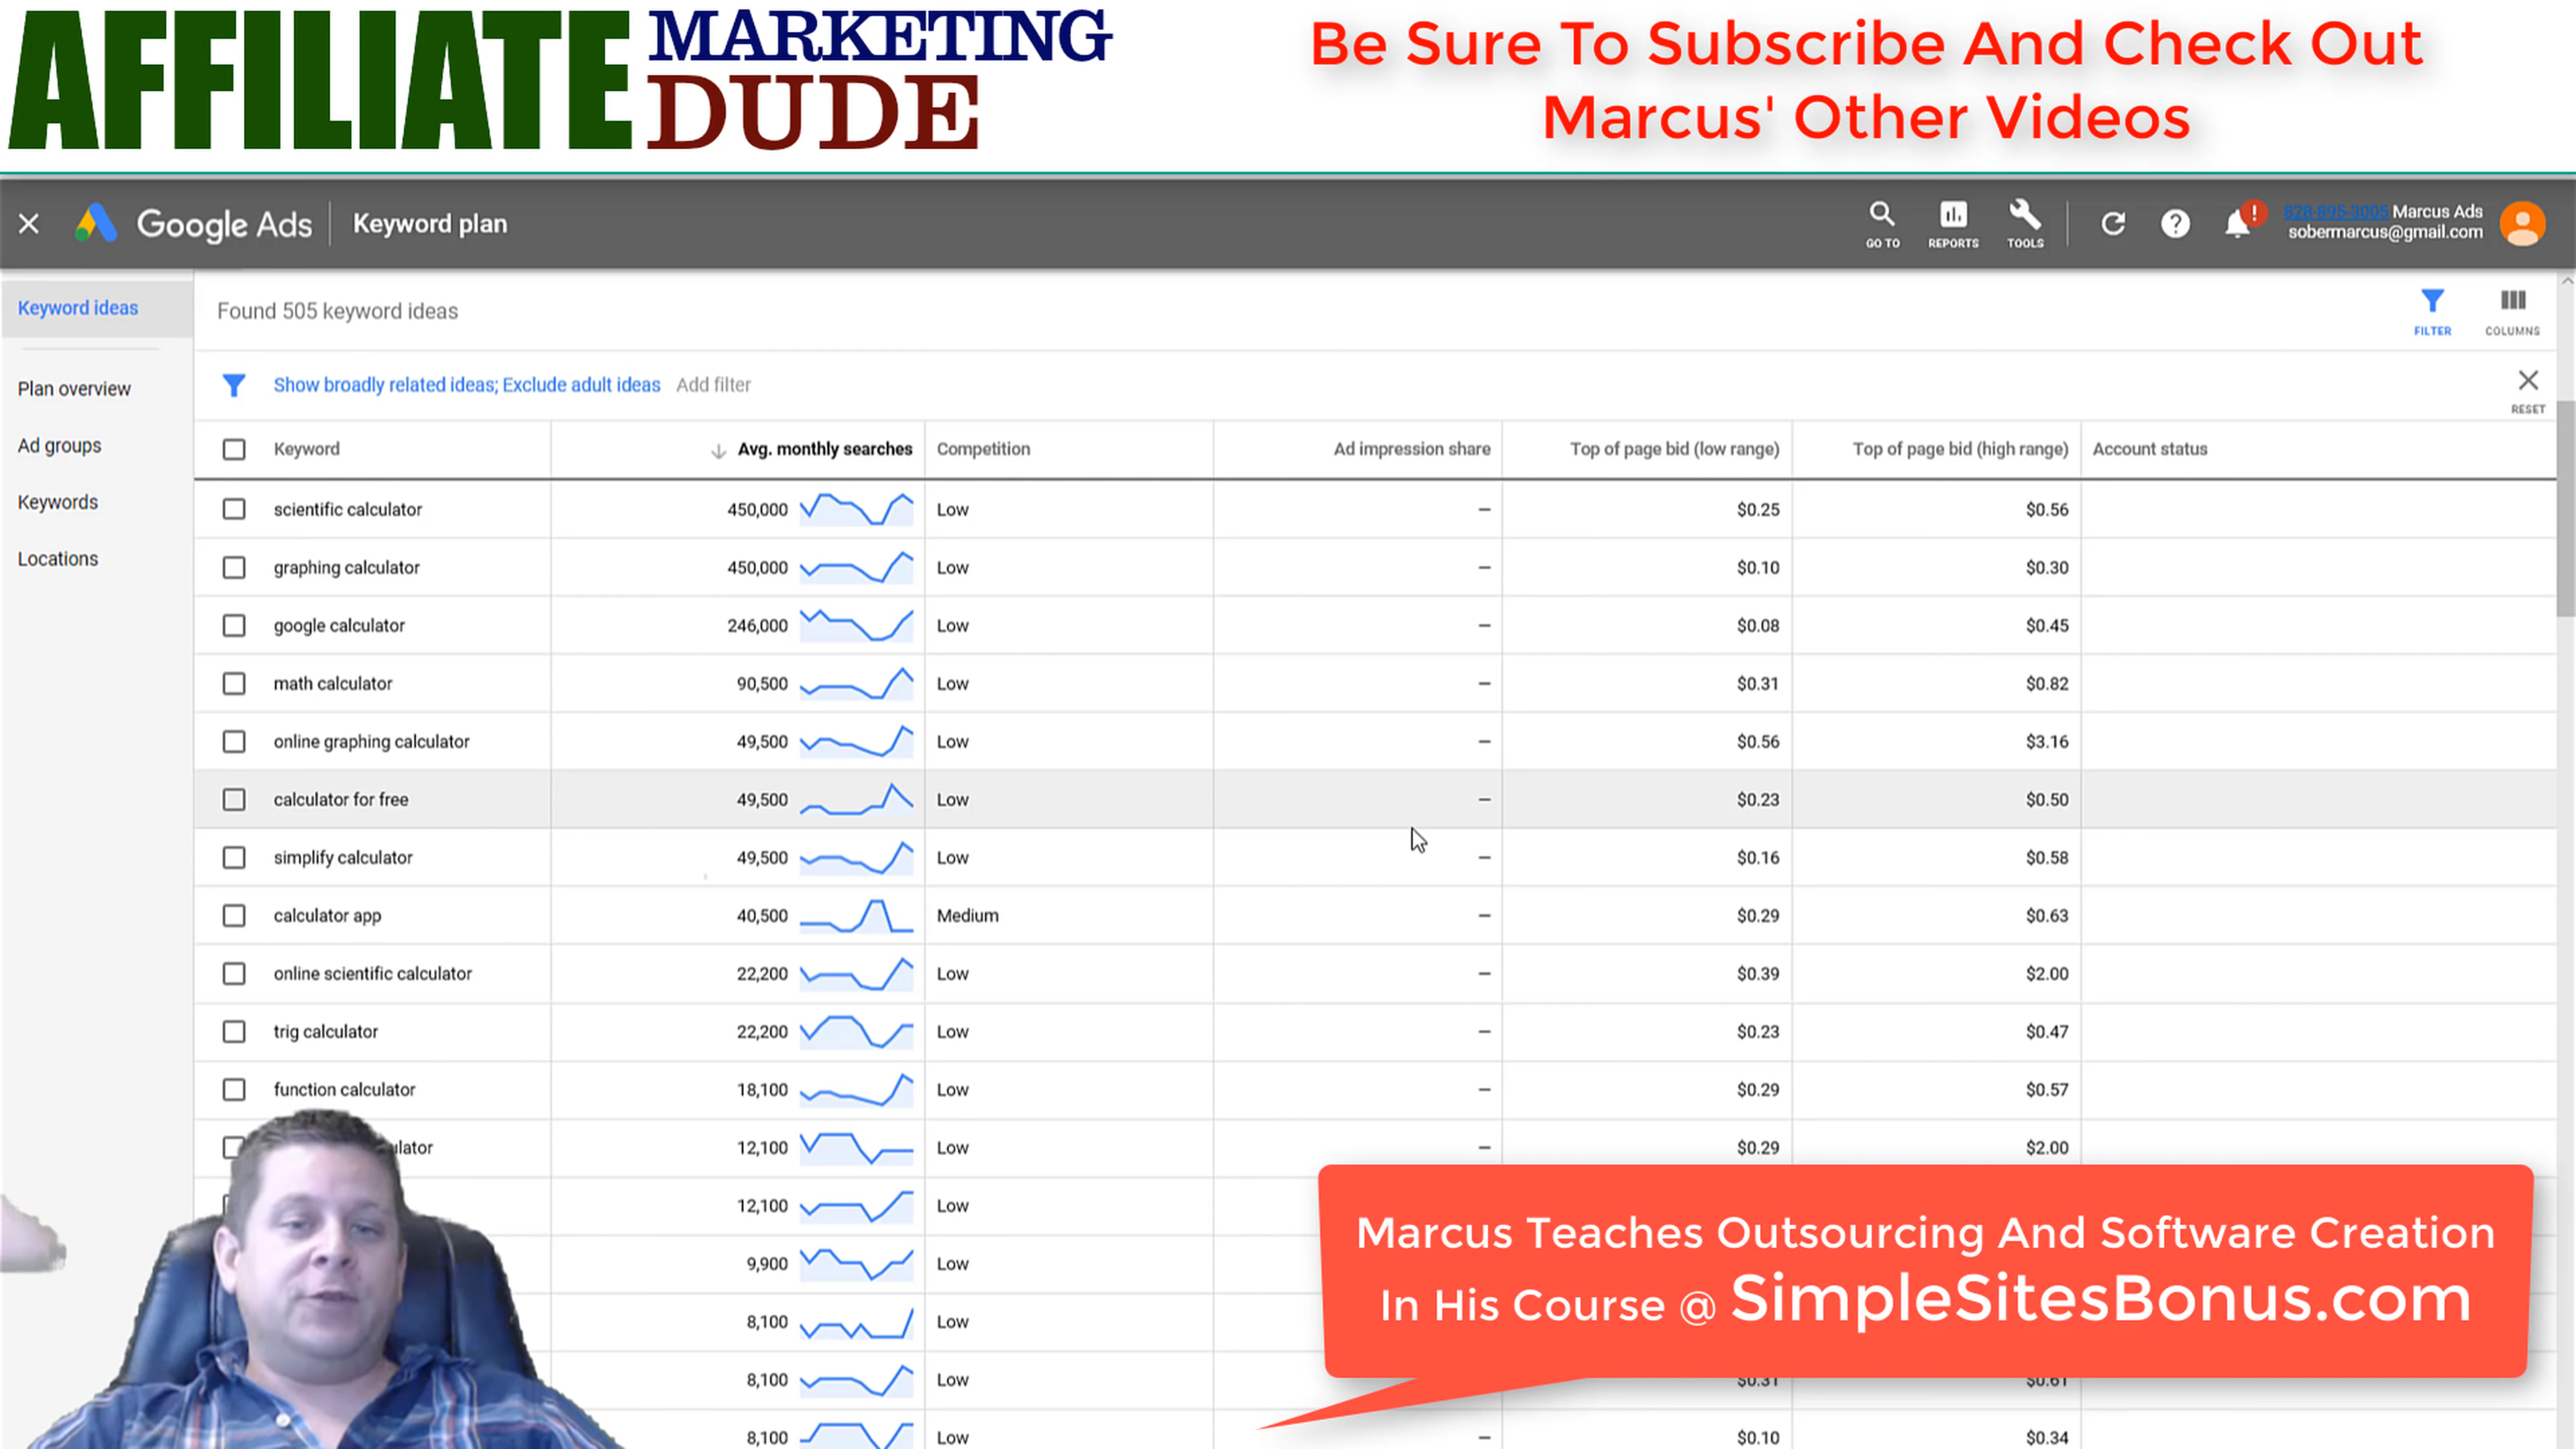 AFFILIATE MARKETING DUDE
Be Sure To Subscribe And Check Out
Marcus' Other Videos
Google Ads Keyword plan
GO TO REPORTS TOOLS
828-895-3005 Marcus Ads
sobermarcus@gmail.com
Keyword ideas
Plan overview
Ad groups
Keywords
Locations
Found 505 keyword ideas
FILTER COLUMNS
Show broadly related ideas; Exclude adult ideas Add filter
RESET
Keyword Avg. monthly searches Competition Ad impression share Top of page bid (low range) Top of page bid (high range) Account status
scientific calculator 450,000 Low – $0.25 $0.56
graphing calculator 450,000 Low – $0.10 $0.30
google calculator 246,000 Low – $0.08 $0.45
math calculator 90,500 Low – $0.31 $0.82
online graphing calculator 49,500 Low – $0.56 $3.16
calculator for free 49,500 Low – $0.23 $0.50
simplify calculator 49,500 Low – $0.16 $0.58
calculator app 40,500 Medium – $0.29 $0.63
online scientific calculator 22,200 Low – $0.39 $2.00
trig calculator 22,200 Low – $0.23 $0.47
function calculator 18,100 Low – $0.29 $0.57
ulator 12,100 Low – $0.29 $2.00
12,100 Low
9,900 Low
8,100 Low
8,100 Low $0.31 $0.61
8,100 Low – $0.10 $0.34
Marcus Teaches Outsourcing And Software Creation
In His Course @ SimpleSitesBonus.com